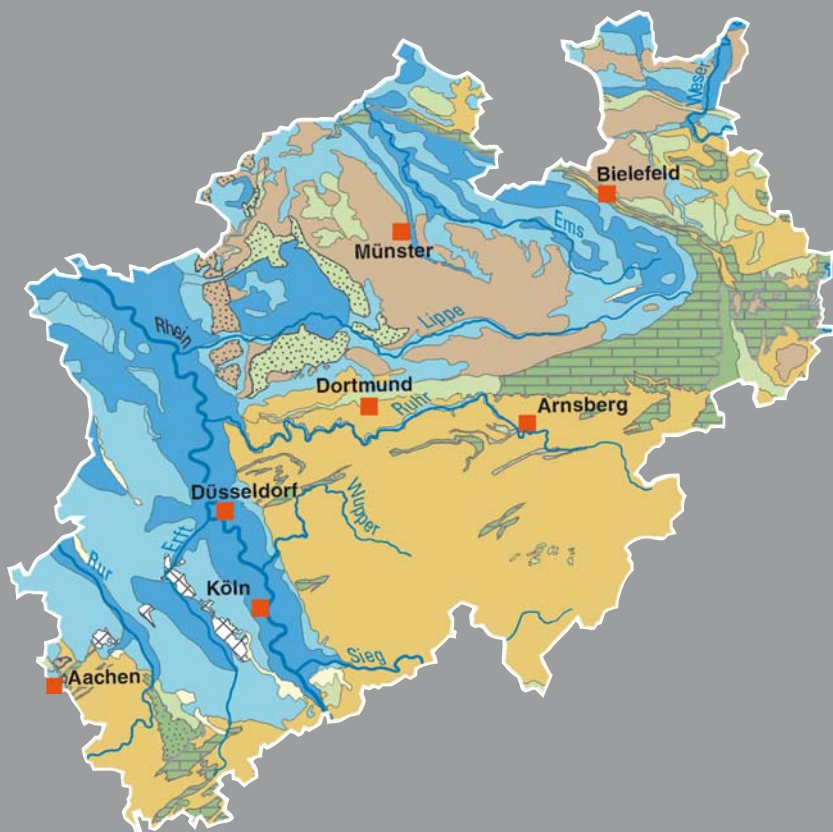 Weser
Bielefeld
Ems
Münster
Rhein
Lippe
Dortmund
Ruhr
Arnsberg
Düsseldorf
Wupper
Erft
Rur
Köln
Sieg
Aachen